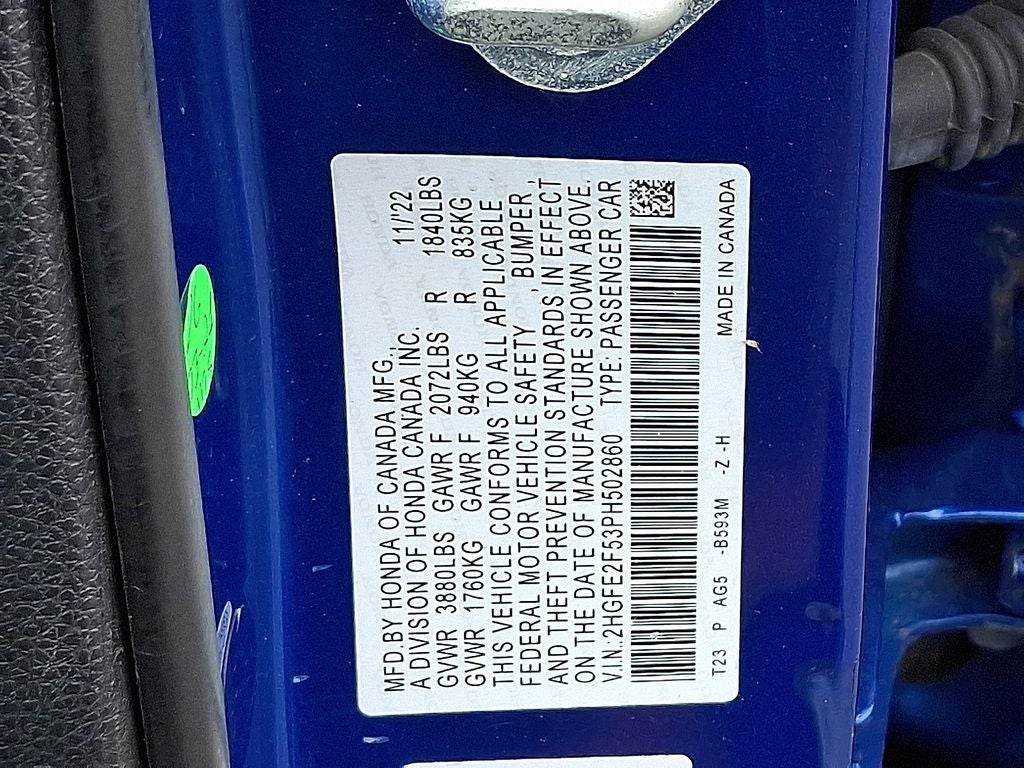 MFD.BY HONDA OF CANADA MFG., 11/'22
A DIVISION OF HONDA CANADA INC.
GVWR 3880LBS GAWR F 2072LBS R 1840LBS
GVWR 1760KG GAWR F 940KG R 835KG
THIS VEHICLE CONFORMS TO ALL APPLICABLE
FEDERAL MOTOR VEHICLE SAFETY , BUMPER,
AND THEFT PREVENTION STANDARDS IN EFFECT
ON THE DATE OF MANUFACTURE SHOWN ABOVE.
V.I.N.:2HGFE2F53PH502860 TYPE: PASSENGER CAR
T23 P AG5 -B593M -Z -H MADE IN CANADA